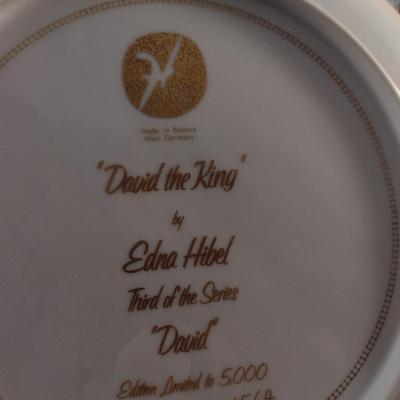 Made in Bavaria
West Germany
"David the King"
by
Edna Hibel
Third of the Series
"David"
Edition Limited to 5,000